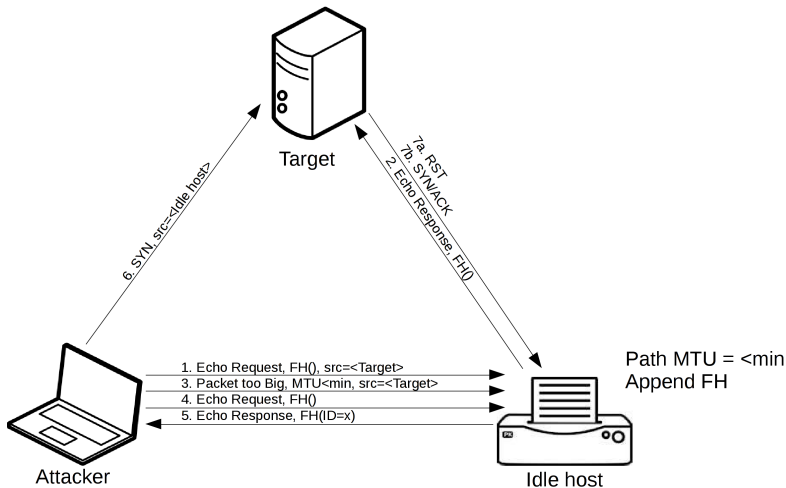 Target
7a. RST
7b. SYN/ACK
2. Echo Response, FH()
6. SYN, src=<Idle host>
1. Echo Request, FH(), src=<Target>
3. Packet too Big, MTU<min, src=<Target>
4. Echo Request, FH()
5. Echo Response, FH(ID=x)
Path MTU = <min
Append FH
Attacker
Idle host